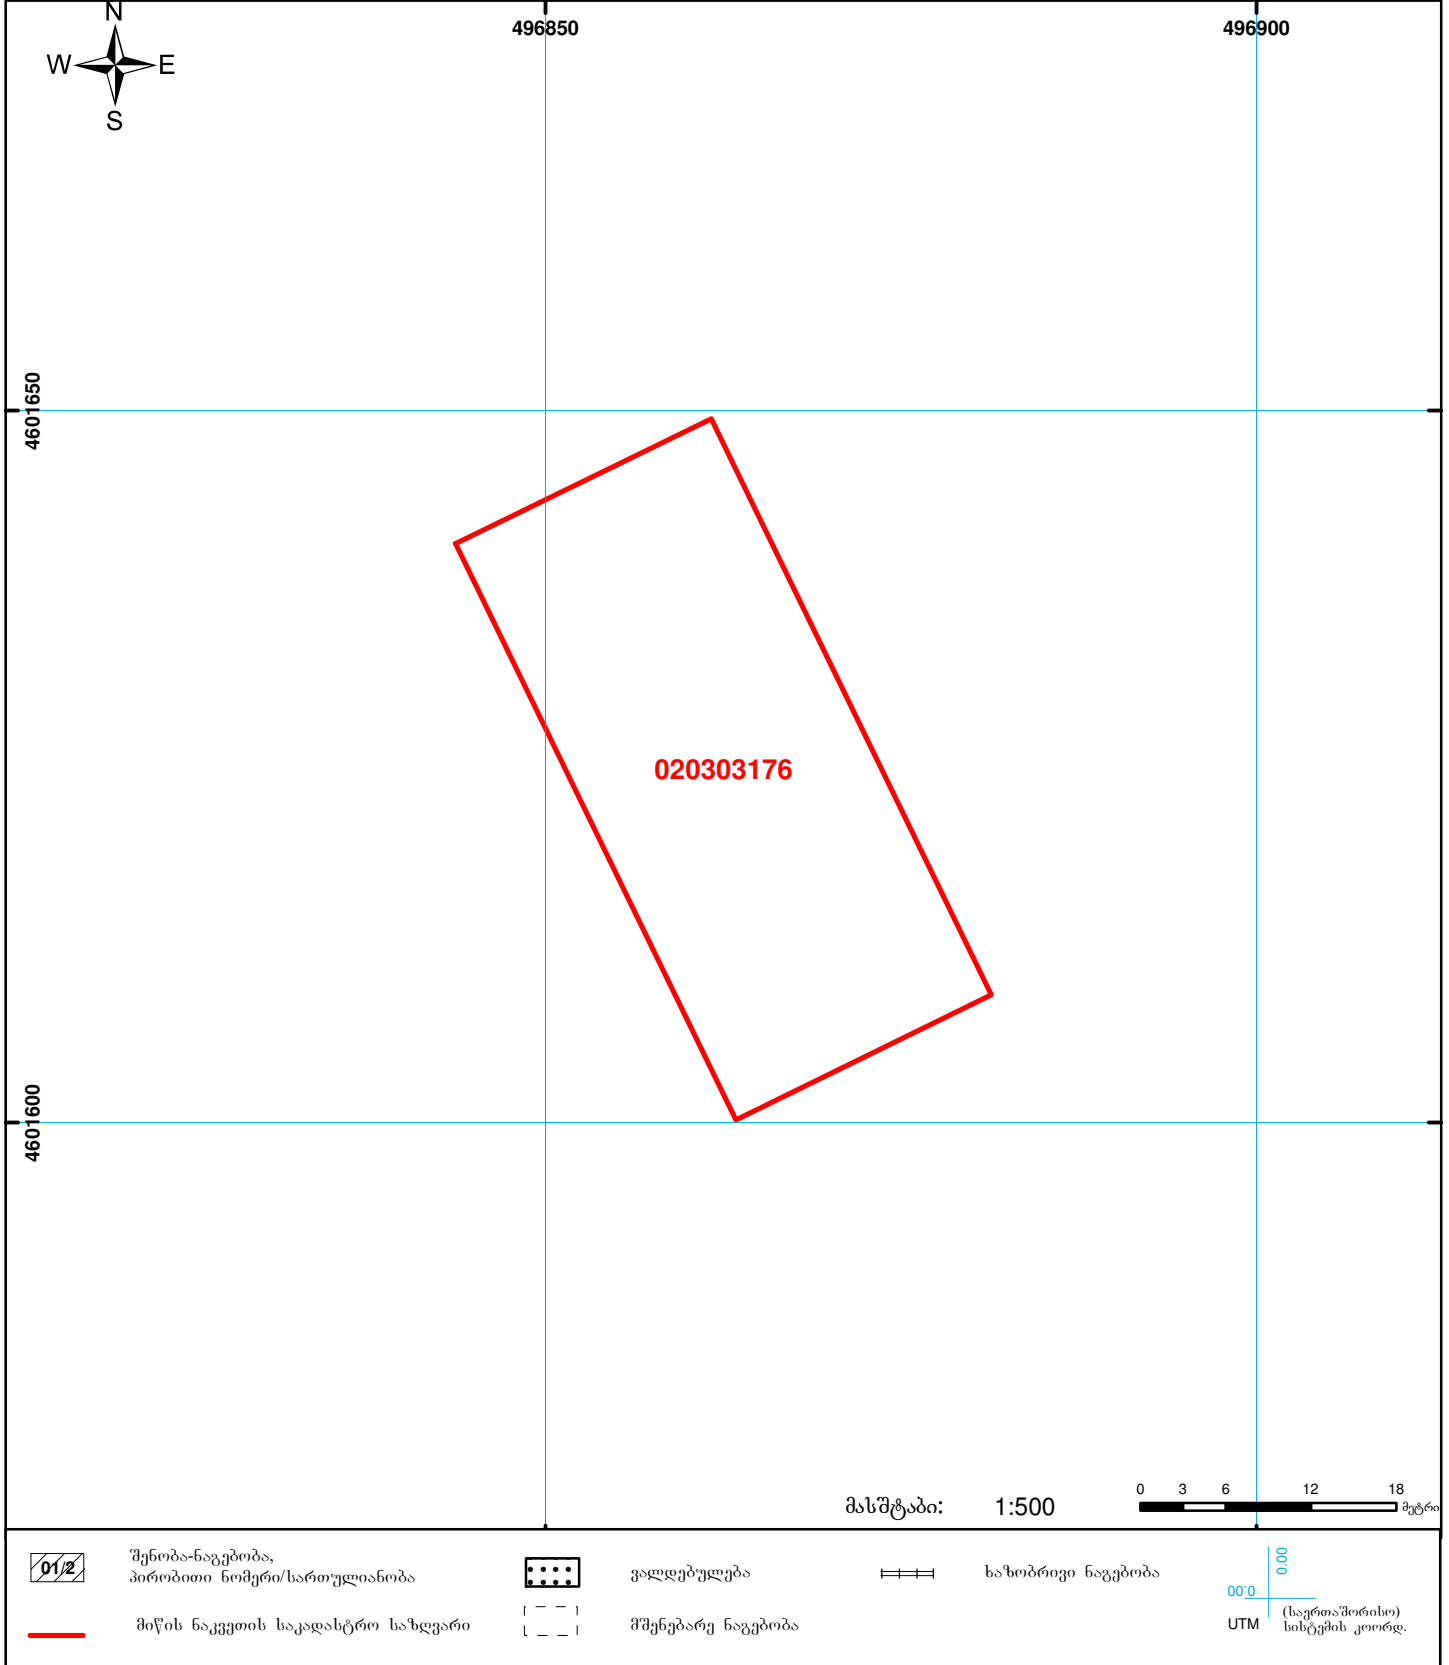 N
W E
S
496850
496900
4601650
4601600
020303176
მასშტაბი: 1:500
0 3 6 12 18
მეტრი
01/2
შენობა-ნაგებობა,
პირობითი ნომერი/სართულიანობა
ვალდებულება
ხაზობრივი ნაგებობა
მიწის ნაკვეთის საკადასტრო საზღვარი
მშენებარე ნაგებობა
0.00
0.00
UTM
(საერთაშორისო)
სისტემის კოორდ.